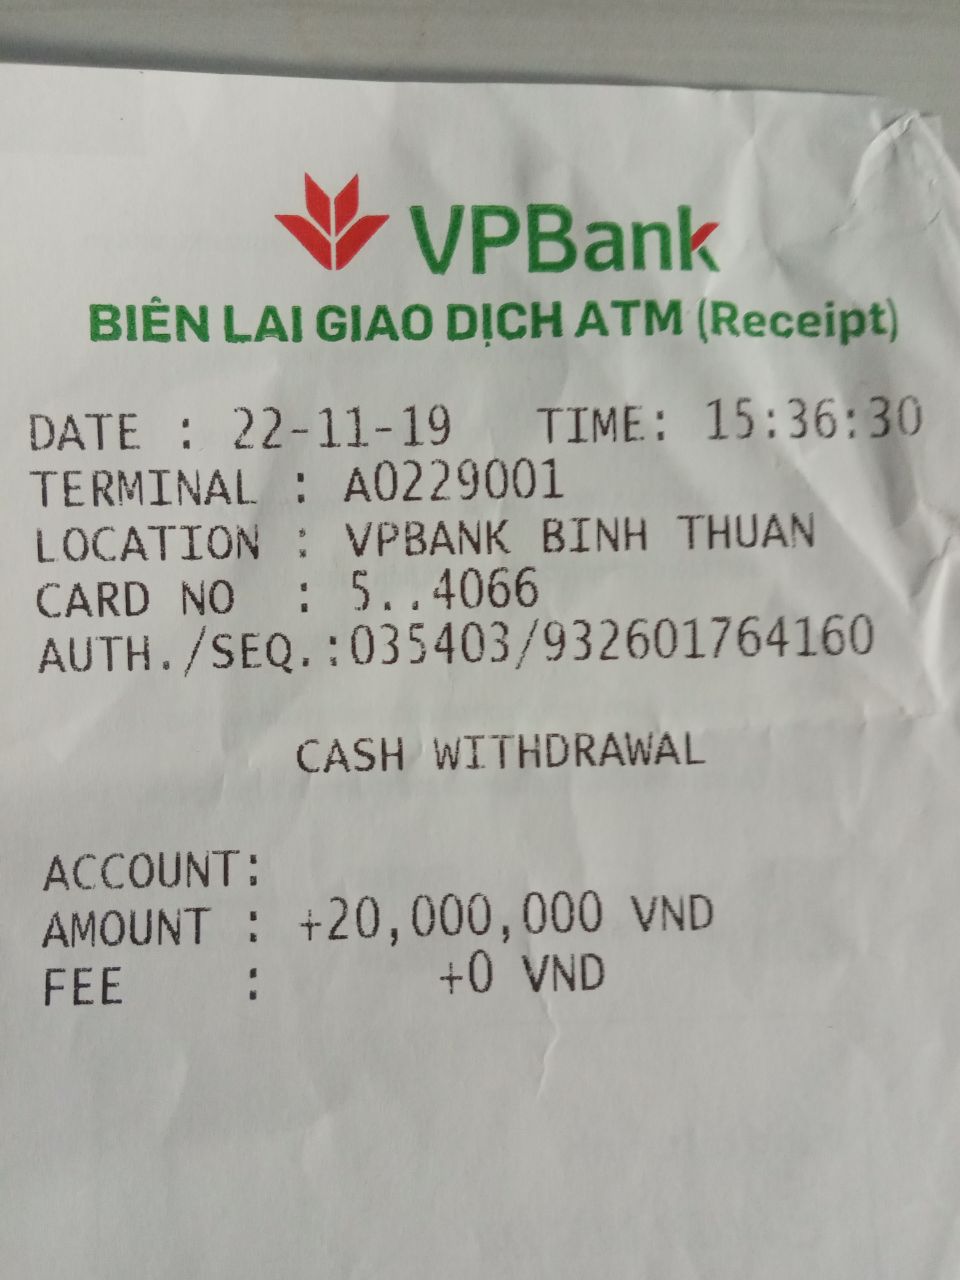 VPBank
BIÊN LAI GIAO DỊCH ATM (Receipt)
DATE : 22-11-19 TIME: 15:36:30
TERMINAL : A0229001
LOCATION : VPBANK BINH THUAN
CARD NO : 5..4066
AUTH./SEQ.:035403/932601764160
CASH WITHDRAWAL
ACCOUNT:
AMOUNT : +20,000,000 VND
FEE : +0 VND